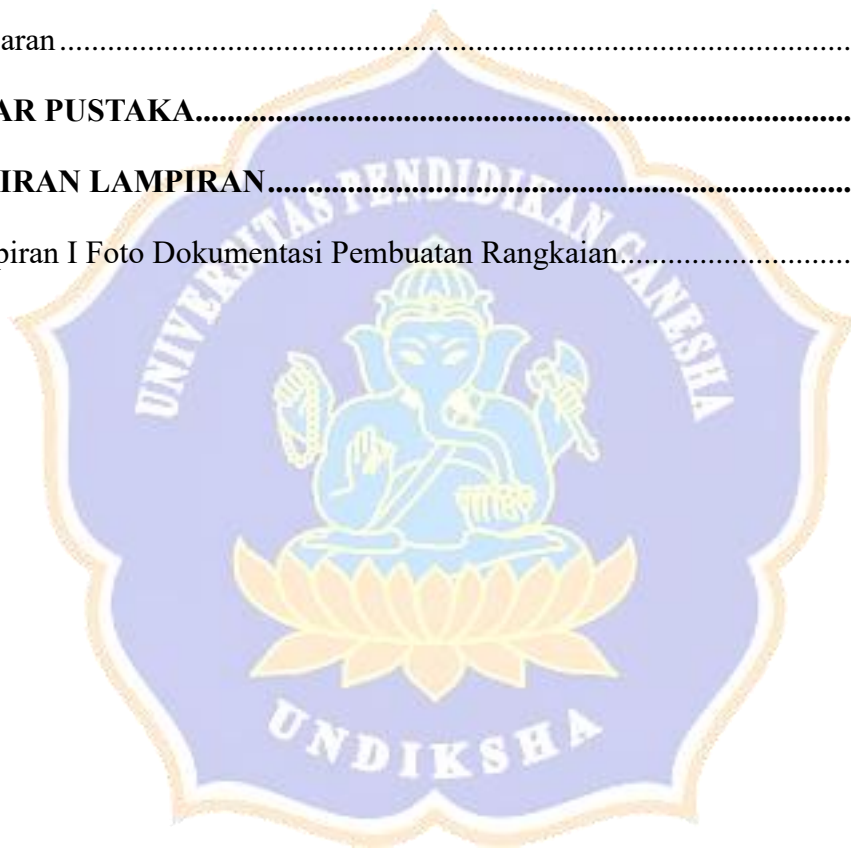 aran...........................................................................................................
AR PUSTAKA...................................................................................
IRAN LAMPIRAN.........................................................................
piran I Foto Dokumentasi Pembuatan Rangkaian............................
UNIVERSITAS PENDIDIKAN GANESHA
UNDIKSHA